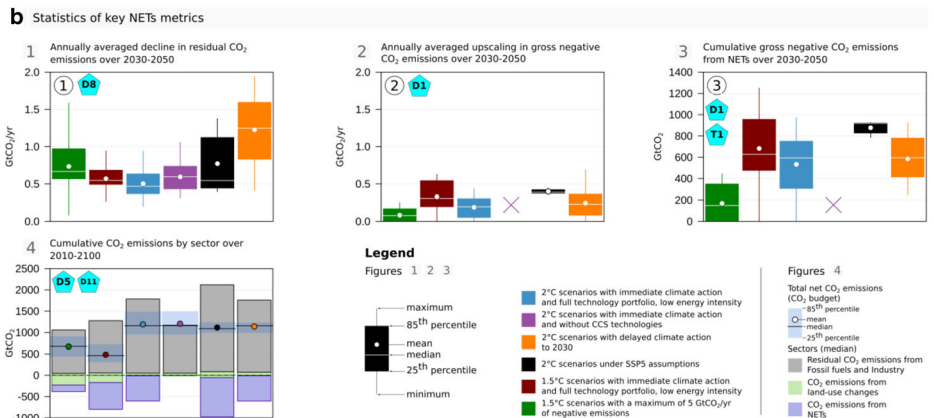 b Statistics of key NETs metrics
1 Annually averaged decline in residual CO2
emissions over 2030-2050
2.0
1.5
1.0
0.5
0.0
GtCO2/yr
1 D8
2 Annually averaged upscaling in gross negative
CO2 emissions over 2030-2050
2.0
1.5
1.0
0.5
0.0
GtCO2/yr
2 D1
3 Cumulative gross negative CO2 emissions
from NETs over 2030-2050
1400
1200
1000
800
600
400
200
0
GtCO2
3
D1
T1
4 Cumulative CO2 emissions by sector over
2010-2100
2500
2000
1500
1000
500
0
-500
-1000
GtCO2
D5 D11
Legend
Figures 1 2 3
maximum
85th percentile
mean
median
25th percentile
minimum
2°C scenarios with immediate climate action
and full technology portfolio, low energy intensity
2°C scenarios with immediate climate action
and without CCS technologies
2°C scenarios with delayed climate action
to 2030
2°C scenarios under SSP5 assumptions
1.5°C scenarios with immediate climate action
and full technology portfolio, low energy intensity
1.5°C scenarios with a maximum of 5 GtCO2/yr
of negative emissions
Figures 4
Total net CO2 emissions
(CO2 budget)
85th percentile
mean
median
25th percentile
Sectors (median)
Residual CO2 emissions from
Fossil fuels and Industry
CO2 emissions from
land-use changes
CO2 emissions from
NETs